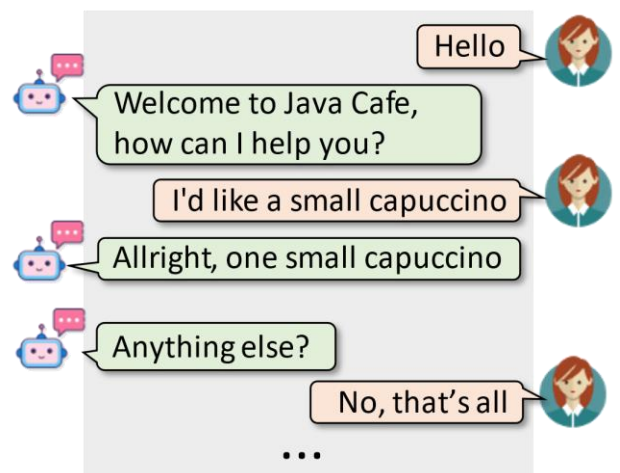 Hello
Welcome to Java Cafe,
how can I help you?
I'd like a small capuccino
Allright, one small capuccino
Anything else?
No, that’s all
...